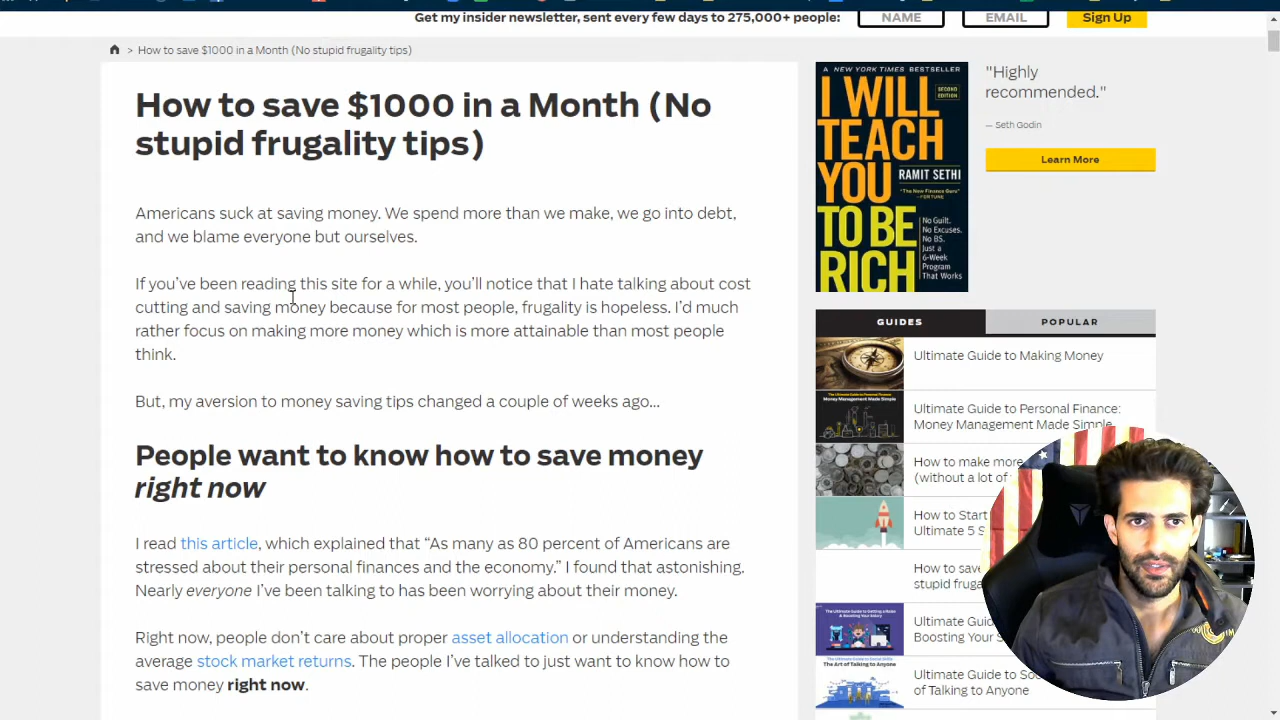 Get my insider newsletter, sent every few days to 275,000+ people:
NAME
EMAIL
Sign Up
> How to save $1000 in a Month (No stupid frugality tips)
How to save $1000 in a Month (No
stupid frugality tips)
Americans suck at saving money. We spend more than we make, we go into debt,
and we blame everyone but ourselves.
If you've been reading this site for a while, you'll notice that I hate talking about cost
cutting and saving money because for most people, frugality is hopeless. I'd much
rather focus on making more money which is more attainable than most people
think.
But, my aversion to money saving tips changed a couple of weeks ago...
People want to know how to save money
right now
I read this article, which explained that “As many as 80 percent of Americans are
stressed about their personal finances and the economy.” I found that astonishing.
Nearly everyone I've been talking to has been worrying about their money.
Right now, people don't care about proper asset allocation or understanding the
average stock market returns. The people I've talked to just want to know how to
save money right now.
A NEW YORK TIMES BESTSELLER
I WILL
SECOND
EDITION
TEACH
YOU
RAMIT SETHI
"The New Finance Guru"
—FORTUNE
TO BE
RICH
No Guilt.
No Excuses.
No BS.
Just a
6-Week
Program
That Works
"Highly
recommended."
— Seth Godin
Learn More
GUIDES
POPULAR
Ultimate Guide to Making Money
Ultimate Guide to Personal Finance:
Money Management Made Simple
How to make more
(without a lot of
How to Start
Ultimate 5 S
How to save
stupid fruga
Ultimate Guid
Boosting Your S
Ultimate Guide to So
of Talking to Anyone
The Art of Talking to Anyone